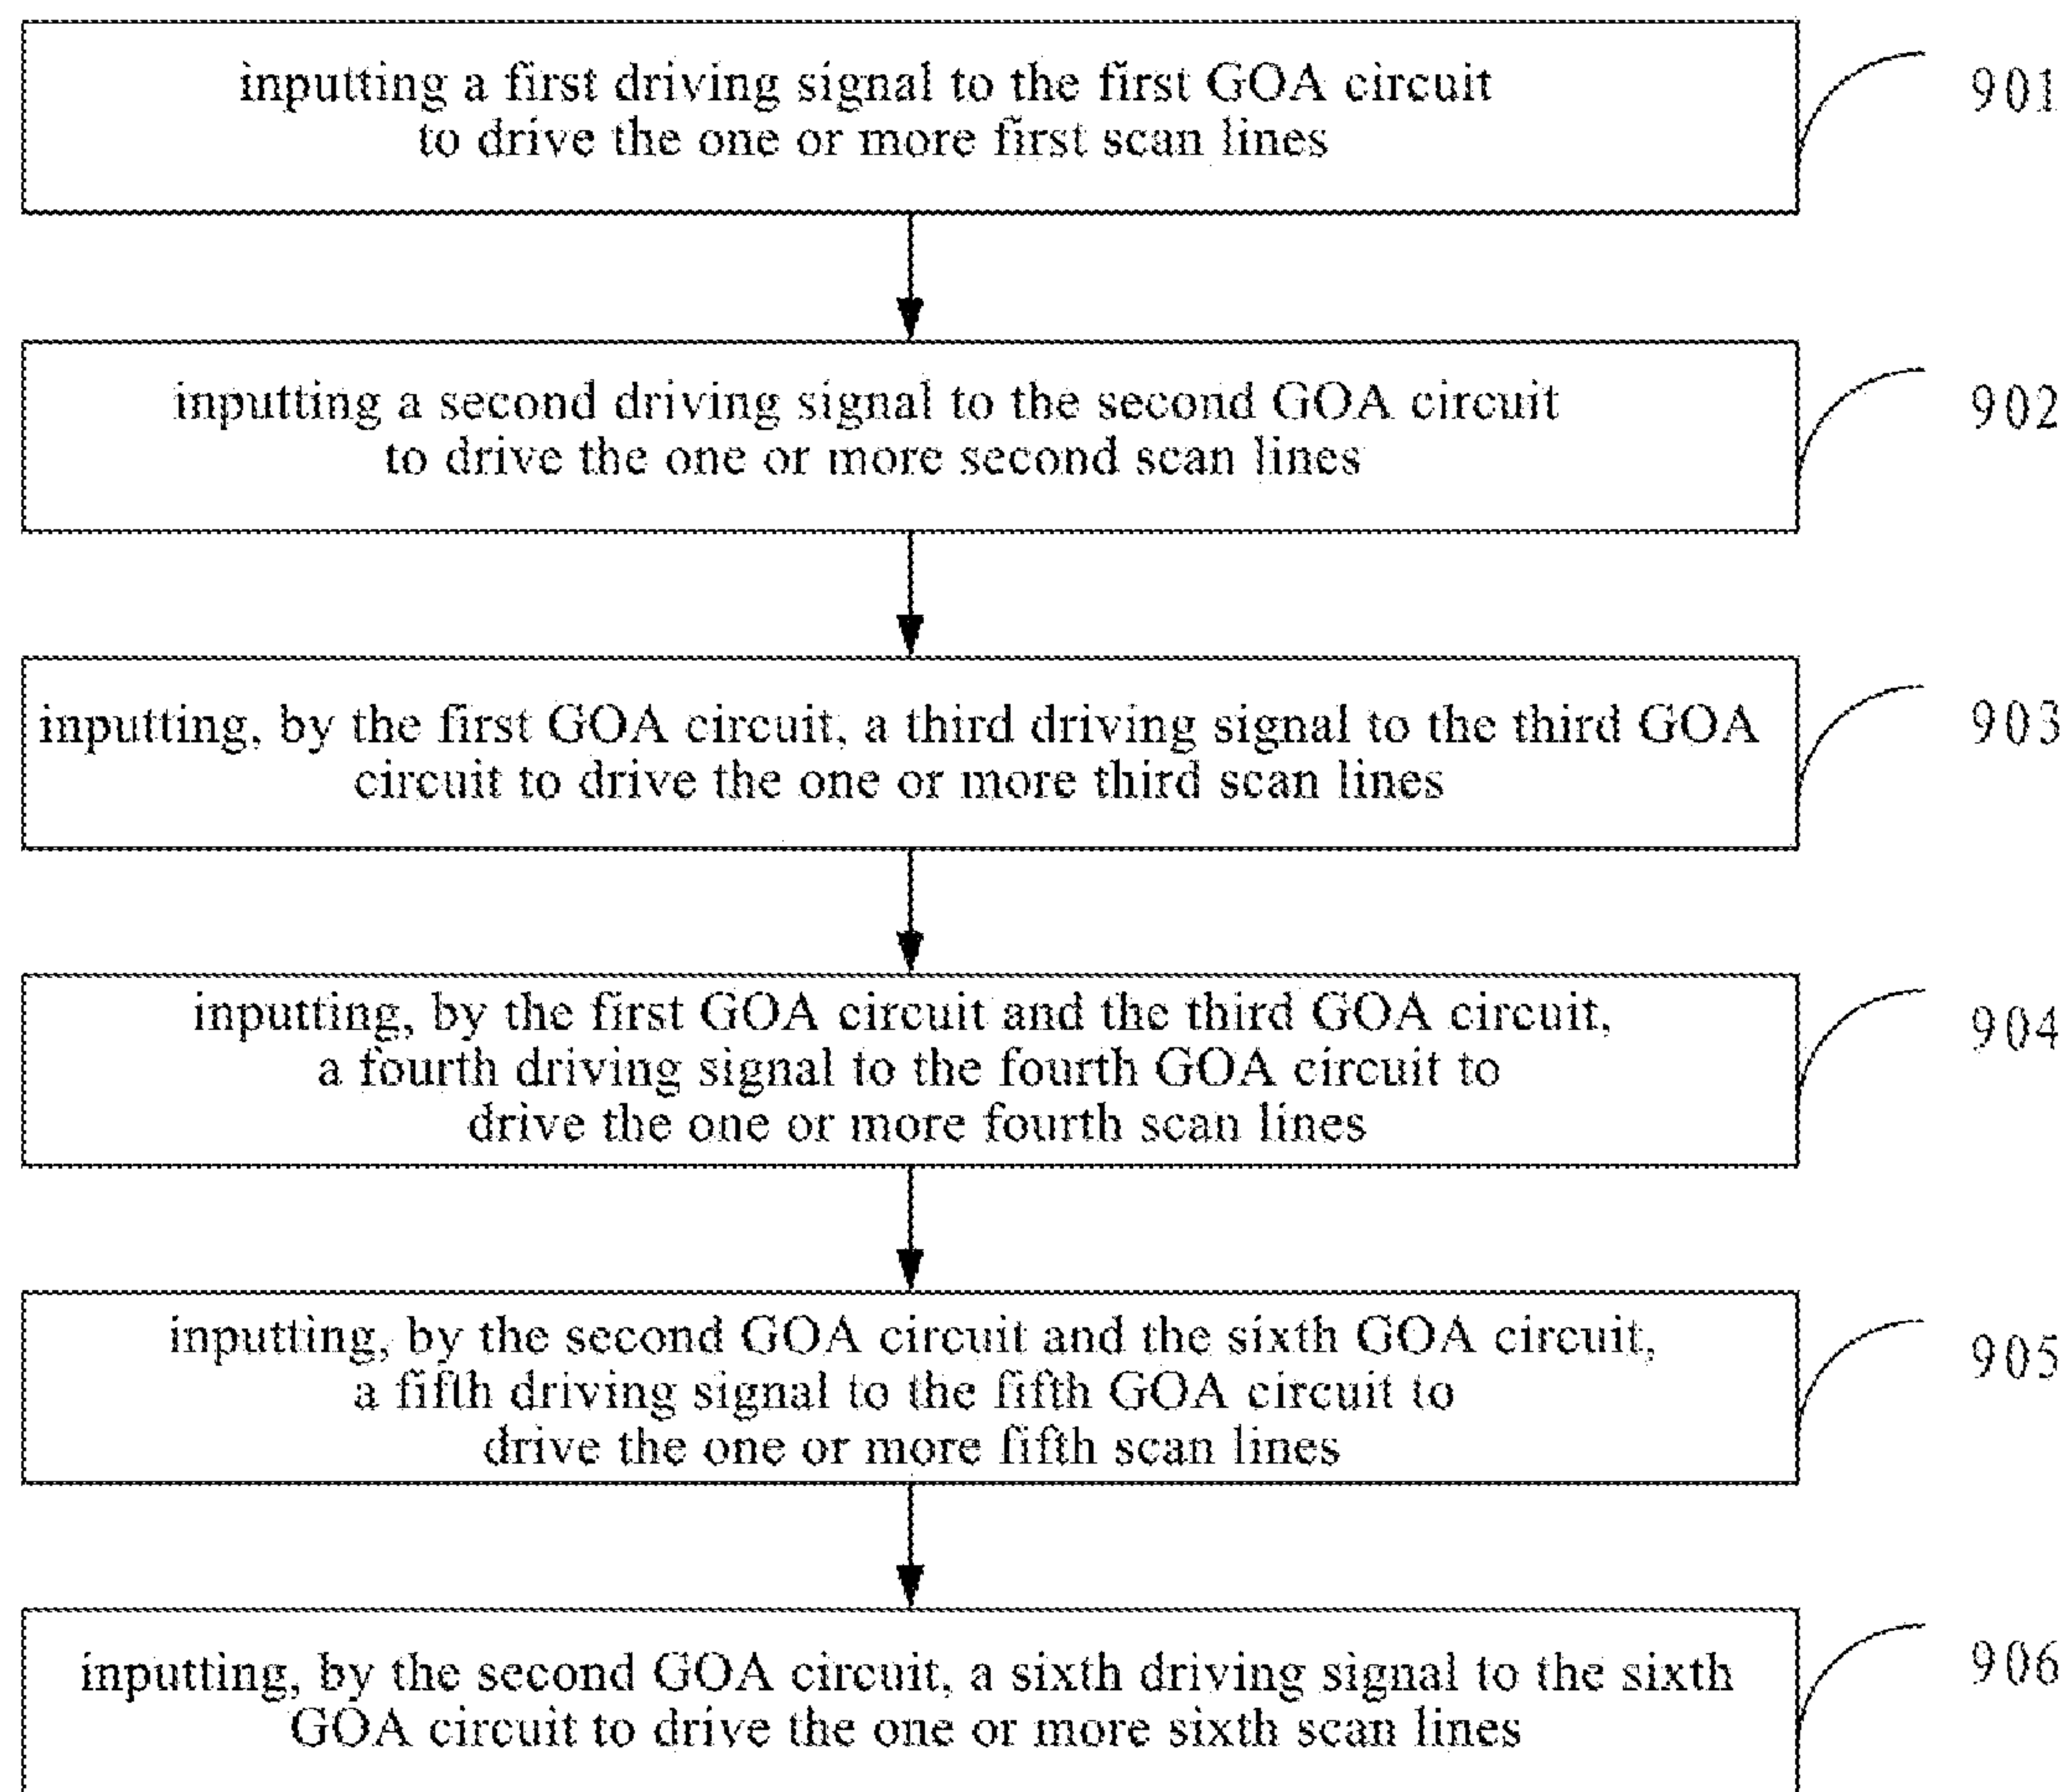 inputting a first driving signal to the first GOA circuit
to drive the one or more first scan lines
901
inputting a second driving signal to the second GOA circuit
to drive the one or more second scan lines
902
inputting, by the first GOA circuit, a third driving signal to the third GOA
circuit to drive the one or more third scan lines
903
inputting, by the first GOA circuit and the third GOA circuit,
a fourth driving signal to the fourth GOA circuit to
drive the one or more fourth scan lines
904
inputting, by the second GOA circuit and the sixth GOA circuit,
a fifth driving signal to the fifth GOA circuit to
drive the one or more fifth scan lines
905
inputting, by the second GOA circuit, a sixth driving signal to the sixth
GOA circuit to drive the one or more sixth scan lines
906